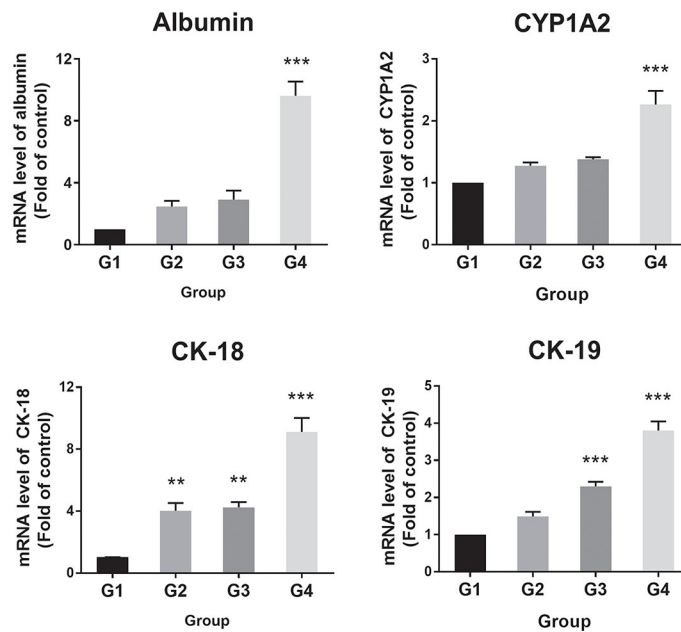 Albumin
mRNA level of albumin
(Fold of control)
12
8
4
0
***
G1 G2 G3 G4
Group
CYP1A2
mRNA level of CYP1A2
(Fold of control)
3
2
1
0
***
G1 G2 G3 G4
Group
CK-18
mRNA level of CK-18
(Fold of control)
12
8
4
0
** ** ***
G1 G2 G3 G4
Group
CK-19
mRNA level of CK-19
(Fold of control)
5
4
3
2
1
0
*** ***
G1 G2 G3 G4
Group